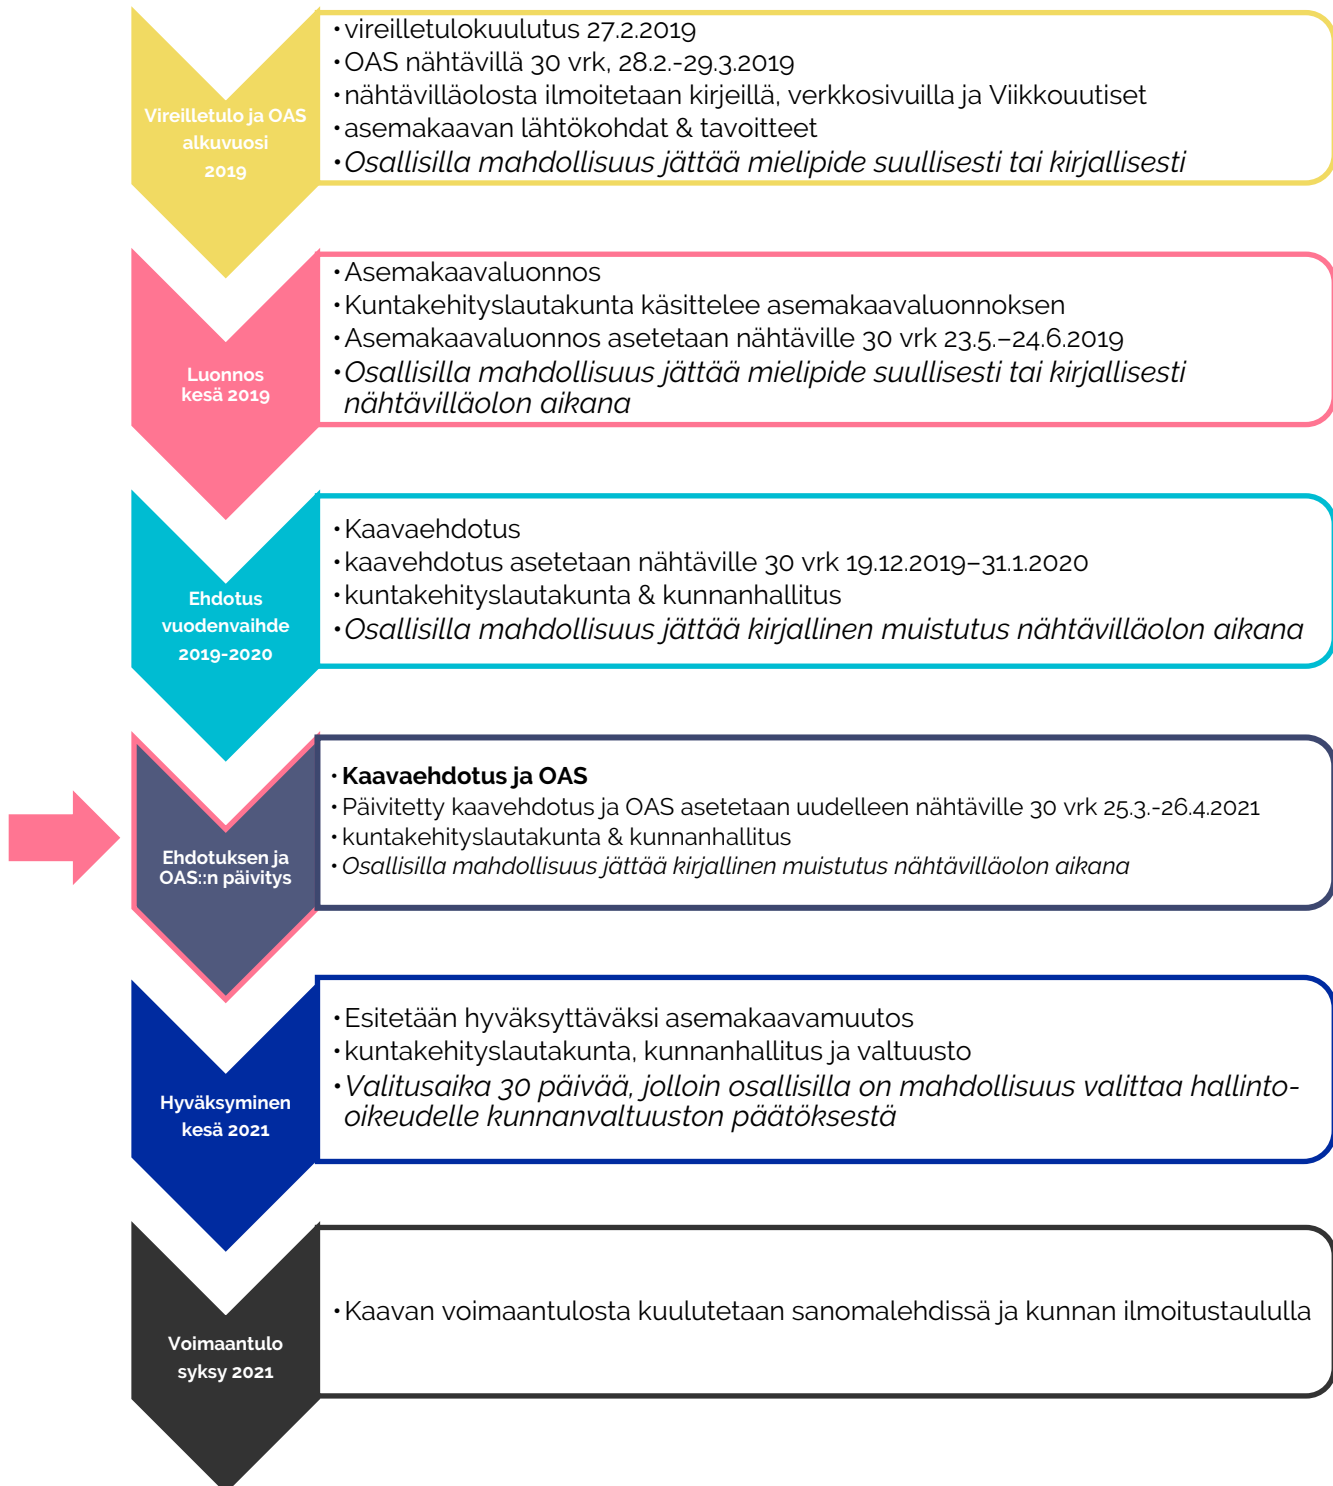 Vireilletulo ja OAS
alkuvuosi
2019
•vireilletulokuulutus 27.2.2019
•OAS nähtävillä 30 vrk, 28.2.-29.3.2019
•nähtävilläolosta ilmoitetaan kirjeillä, verkkosivuilla ja Viikkouutiset
•asemakaavan lähtökohdat & tavoitteet
•Osallisilla mahdollisuus jättää mielipide suullisesti tai kirjallisesti
Luonnos
kesä 2019
•Asemakaavaluonnos
•Kuntakehityslautakunta käsittelee asemakaavaluonnoksen
•Asemakaavaluonnos asetetaan nähtäville 30 vrk 23.5.–24.6.2019
•Osallisilla mahdollisuus jättää mielipide suullisesti tai kirjallisesti
nähtävilläolon aikana
Ehdotus
vuodenvaihde
2019-2020
•Kaavaehdotus
•kaavehdotus asetetaan nähtäville 30 vrk 19.12.2019–31.1.2020
•kuntakehityslautakunta & kunnanhallitus
•Osallisilla mahdollisuus jättää kirjallinen muistutus nähtävilläolon aikana
Ehdotuksen ja
OAS::n päivitys
•Kaavaehdotus ja OAS
•Päivitetty kaavehdotus ja OAS asetetaan uudelleen nähtäville 30 vrk 25.3.-26.4.2021
•kuntakehityslautakunta & kunnanhallitus
•Osallisilla mahdollisuus jättää kirjallinen muistutus nähtävilläolon aikana
Hyväksyminen
kesä 2021
•Esitetään hyväksyttäväksi asemakaavamuutos
•kuntakehityslautakunta, kunnanhallitus ja valtuusto
•Valitusaika 30 päivää, jolloin osallisilla on mahdollisuus valittaa hallinto-
oikeudelle kunnanvaltuuston päätöksestä
Voimaantulo
syksy 2021
•Kaavan voimaantulosta kuulutetaan sanomalehdissä ja kunnan ilmoitustaululla